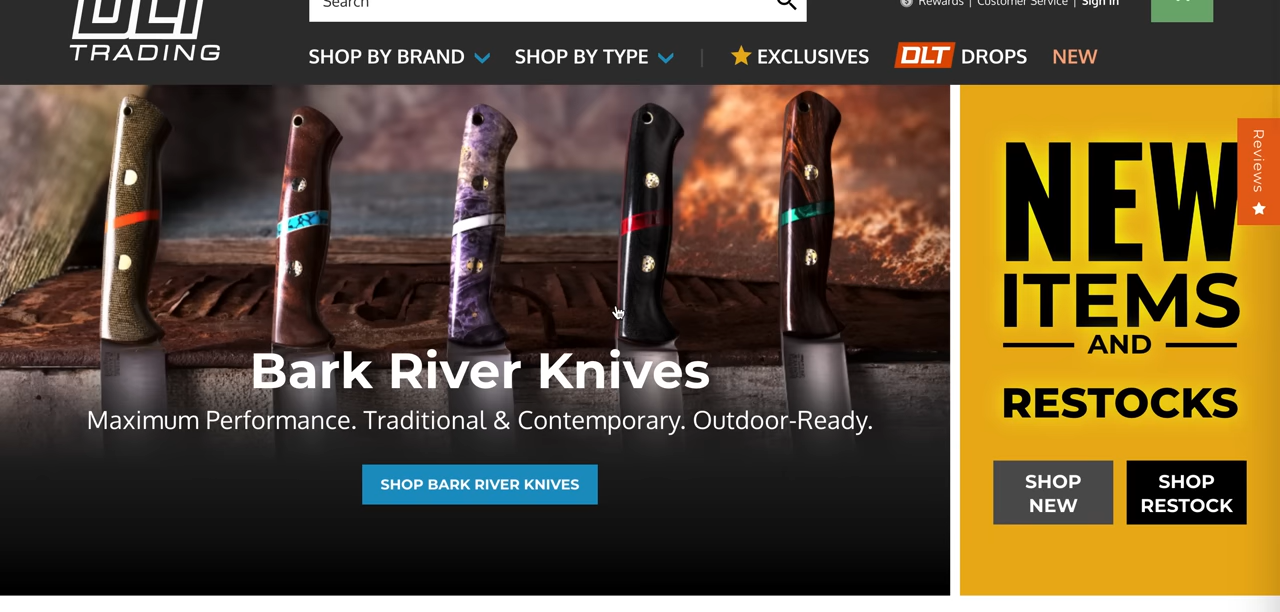 DLT
TRADING
Search
Rewards | Customer Service | Sign In
SHOP BY BRAND
SHOP BY TYPE
|
EXCLUSIVES
DLT DROPS
NEW
Bark River Knives
Maximum Performance. Traditional & Contemporary. Outdoor-Ready.
SHOP BARK RIVER KNIVES
NEW
ITEMS
AND
RESTOCKS
SHOP
NEW
SHOP
RESTOCK
Reviews